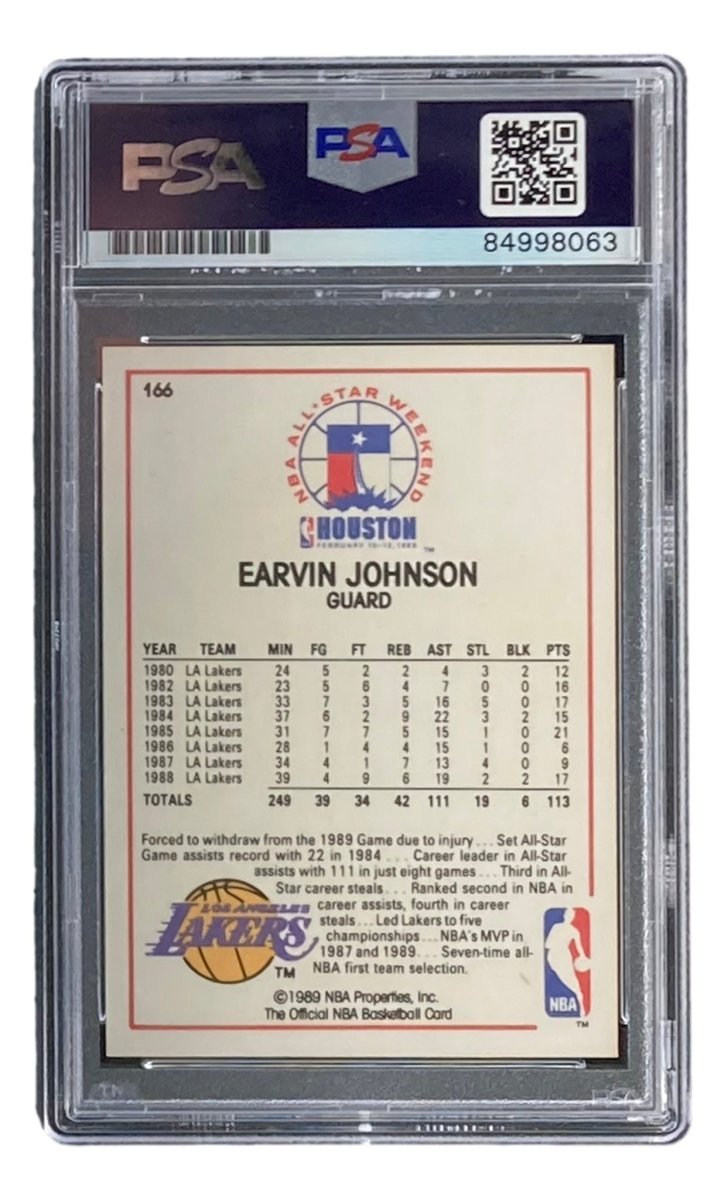 PSA
PSA
84998063
166
NBA ALL★STAR WEEKEND
HOUSTON
FEBRUARY 10-12, 1989
TM
EARVIN JOHNSON
GUARD
YEAR TEAM MIN FG FT REB AST STL BLK PTS
1980 LA Lakers 24 5 2 2 4 3 2 12
1982 LA Lakers 23 5 6 4 7 0 0 16
1983 LA Lakers 33 7 3 5 16 5 0 17
1984 LA Lakers 37 6 2 9 22 3 2 15
1985 LA Lakers 31 7 7 5 15 1 0 21
1986 LA Lakers 28 1 4 4 15 1 0 6
1987 LA Lakers 34 4 1 7 13 4 0 9
1988 LA Lakers 39 4 9 6 19 2 2 17
TOTALS 249 39 34 42 111 19 6 113
Forced to withdraw from the 1989 Game due to injury . . . Set All-Star
Game assists record with 22 in 1984 . . . Career leader in All-Star
assists with 111 in just eight games . . . Third in All-
Star career steals . . . Ranked second in NBA in
career assists, fourth in career
steals . . . Led Lakers to five
championships . . . NBA's MVP in
1987 and 1989 . . . Seven-time all-
NBA first team selection.
LOS ANGELES
LAKERS
TM
©1989 NBA Properties, Inc.
The Official NBA Basketball Card
NBA
TM
PSA